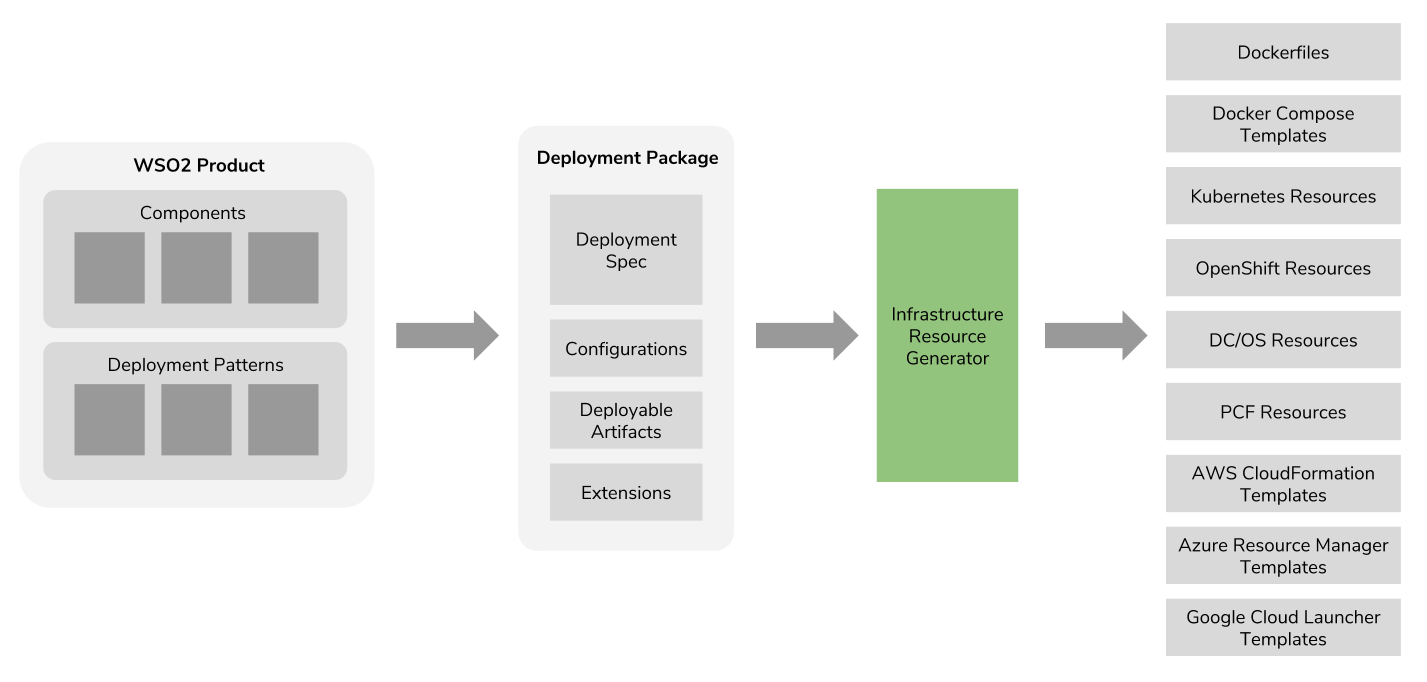 WSO2 Product
Components
Deployment Patterns
Deployment Package
Deployment
Spec
Configurations
Deployable
Artifacts
Extensions
Infrastructure
Resource
Generator
Dockerfiles
Docker Compose
Templates
Kubernetes Resources
OpenShift Resources
DC/OS Resources
PCF Resources
AWS CloudFormation
Templates
Azure Resource Manager
Templates
Google Cloud Launcher
Templates